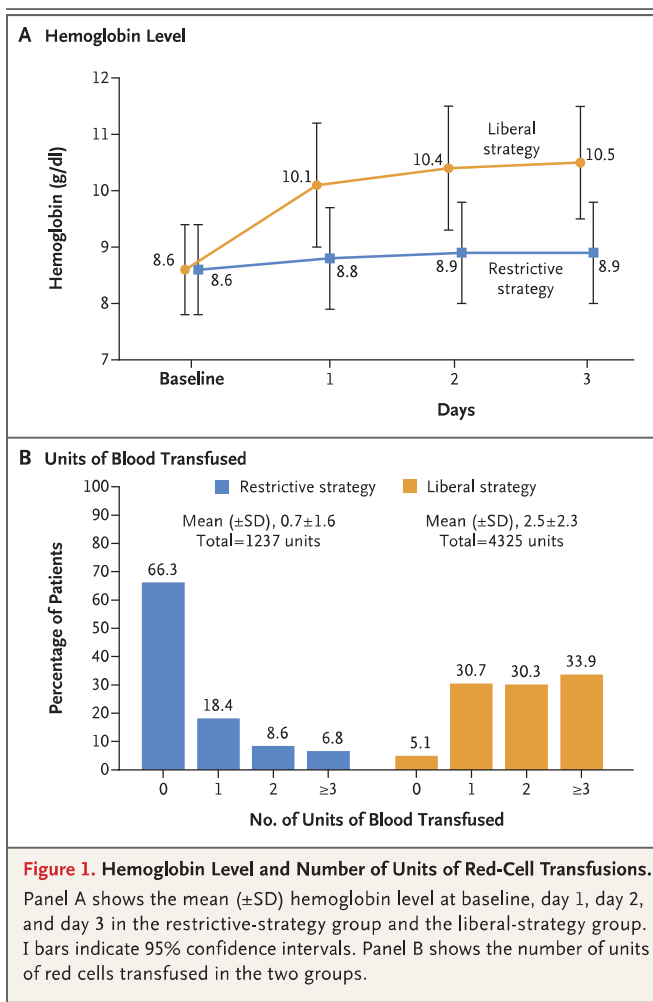 A Hemoglobin Level
12
11
10
9
8
7
Hemoglobin (g/dl)
8.6
8.6
10.1
8.8
10.4
8.9
10.5
8.9
Liberal
strategy
Restrictive
strategy
Baseline
1
2
3
Days
B Units of Blood Transfused
100
90
80
70
60
50
40
30
20
10
0
Percentage of Patients
Restrictive strategy
Liberal strategy
Mean (±SD), 0.7±1.6
Total=1237 units
Mean (±SD), 2.5±2.3
Total=4325 units
66.3
18.4
8.6
6.8
5.1
30.7
30.3
33.9
0
1
2
≥3
0
1
2
≥3
No. of Units of Blood Transfused
Figure 1. Hemoglobin Level and Number of Units of Red-Cell Transfusions.
Panel A shows the mean (±SD) hemoglobin level at baseline, day 1, day 2,
and day 3 in the restrictive-strategy group and the liberal-strategy group.
I bars indicate 95% confidence intervals. Panel B shows the number of units
of red cells transfused in the two groups.